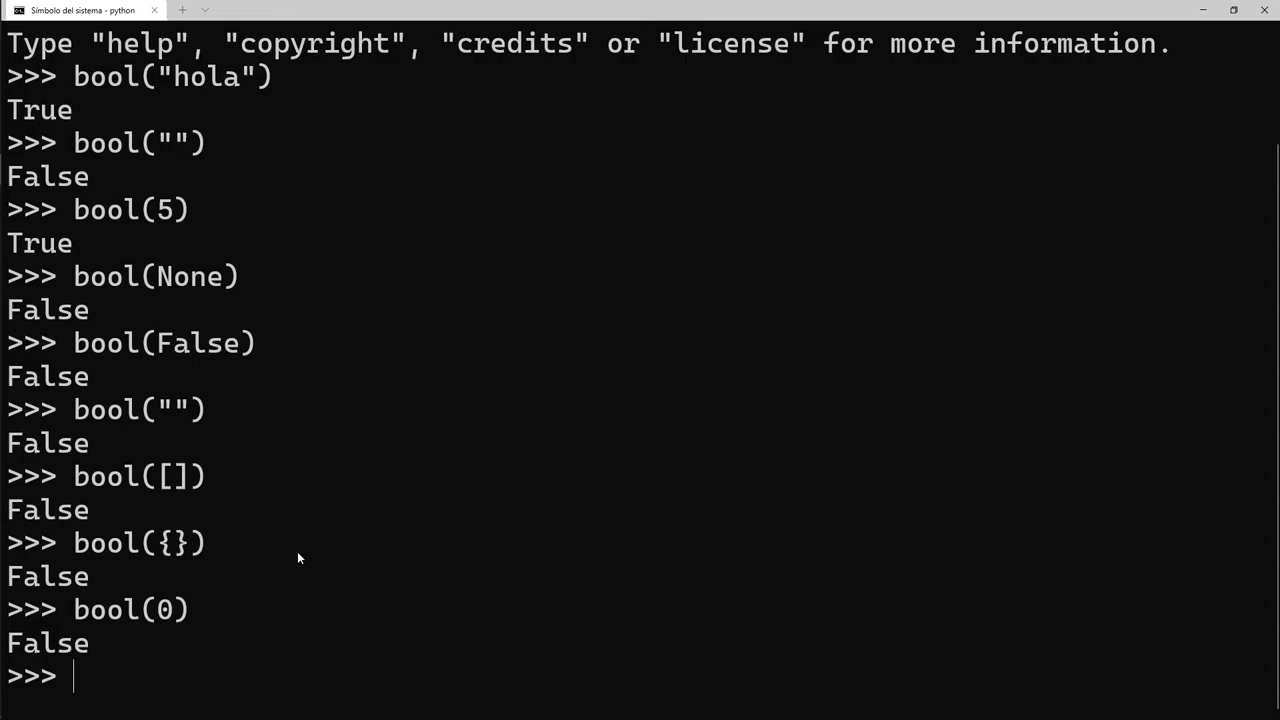 Símbolo del sistema - python
Type "help", "copyright", "credits" or "license" for more information.
>>> bool("hola")
True
>>> bool("")
False
>>> bool(5)
True
>>> bool(None)
False
>>> bool(False)
False
>>> bool("")
False
>>> bool([])
False
>>> bool({})
False
>>> bool(0)
False
>>>